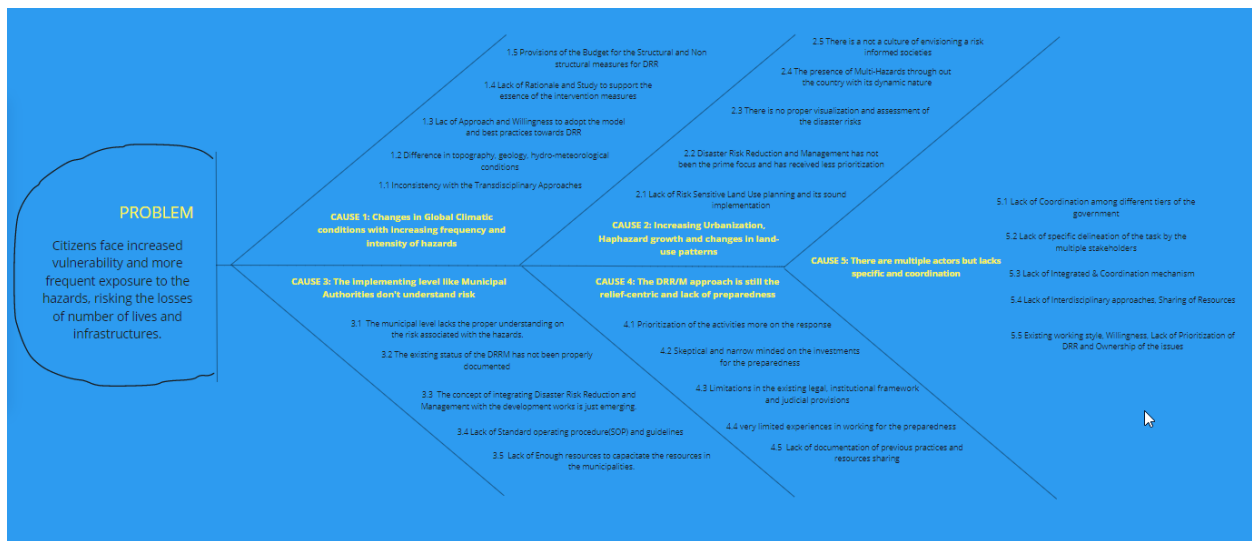 PROBLEM
Citizens face increased
vulnerability and more
frequent exposure to the
hazards, risking the losses
of number of lives and
infrastructures.
1.5 Provisions of the Budget for the Structural and Non
structural measures for DRR
1.4 Lack of Rationale and Study to support the
essence of the intervention measures
1.3 Lac of Approach and Willingness to adopt the model
and best practices towards DRR
1.2 Difference in topography, geology, hydro-meteorological
conditions
1.1 Inconsistency with the Transdisciplinary Approaches
CAUSE 1: Changes in Global Climatic
conditions with increasing frequency and
intensity of hazards
2.5 There is a not a culture of envisioning a risk
informed societies
2.4 The presence of Multi-Hazards through out
the country with its dynamic nature
2.3 There is no proper visualization and assessment of
the disaster risks
2.2 Disaster Risk Reduction and Management has not
been the prime focus and has received less prioritization
2.1 Lack of Risk Sensitive Land Use planning and its sound
implementation
CAUSE 2: Increasing Urbanization,
Haphazard growth and changes in land-
use patterns
CAUSE 3: The implementing level like Municipal
Authorities don't understand risk
3.1 The municipal level lacks the proper understanding on
the risk associated with the hazards.
3.2 The existing status of the DRRM has not been properly
documented
3.3 The concept of integrating Disaster Risk Reduction and
Management with the development works is just emerging.
3.4 Lack of Standard operating procedure(SOP) and guidelines
3.5 Lack of Enough resources to capacitate the resources in
the municipalities.
CAUSE 4: The DRR/M approach is still the
relief-centric and lack of preparedness
4.1 Prioritization of the activities more on the response
4.2 Skeptical and narrow minded on the investments
for the preparedness
4.3 Limitations in the existing legal, institutional framework
and judicial provisions
4.4 very limited experiences in working for the preparedness
4.5 Lack of documentation of previous practices and
resources sharing
CAUSE 5: There are multiple actors but lacks
specific and coordination
5.1 Lack of Coordination among different tiers of the
government
5.2 Lack of specific delineation of the task by the
multiple stakeholders
5.3 Lack of Integrated & Coordination mechanism
5.4 Lack of Interdisciplinary approaches, Sharing of Resources
5.5 Existing working style, Willingness, Lack of Prioritization of
DRR and Ownership of the issues